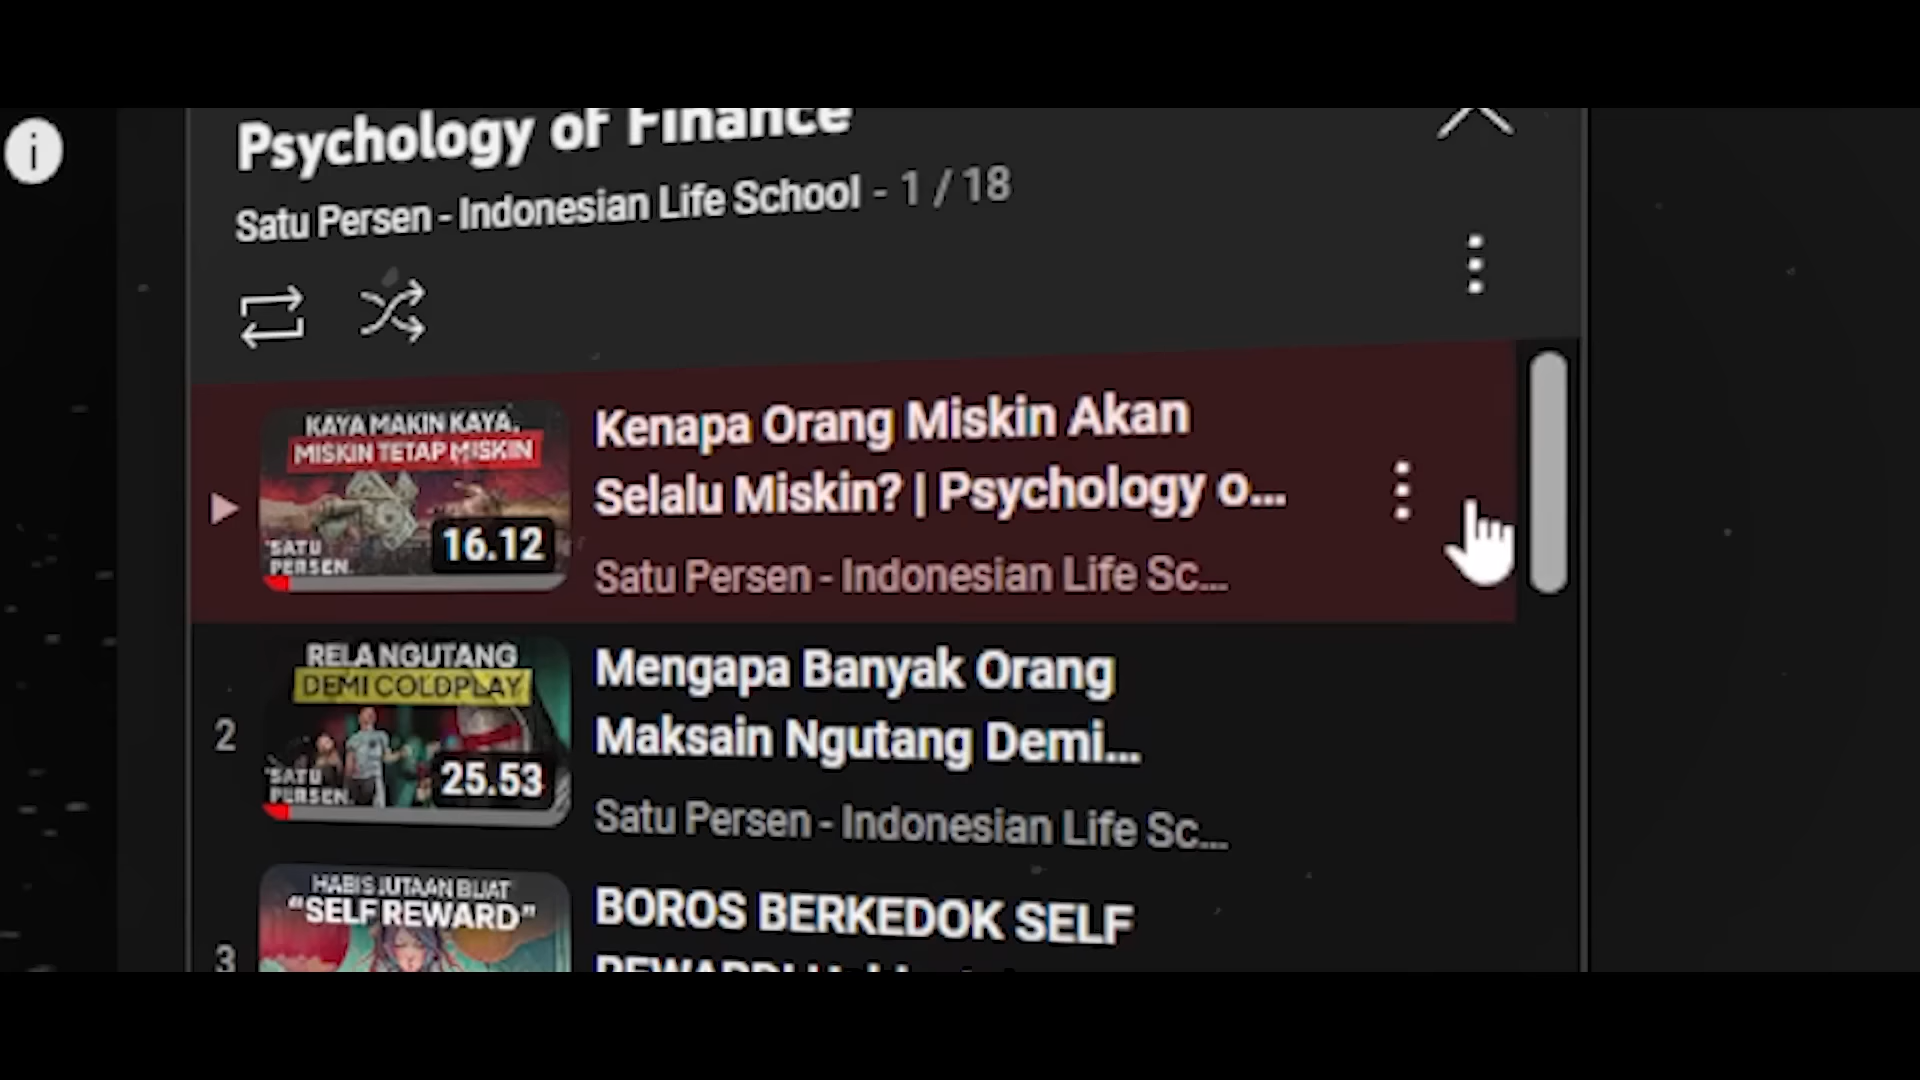 Psychology of Finance
Satu Persen - Indonesian Life School - 1 / 18
KAYA MAKIN KAYA,
MISKIN TETAP MISKIN
SATU
PERSEN.
16.12
Kenapa Orang Miskin Akan
Selalu Miskin? | Psychology o...
Satu Persen - Indonesian Life Sc...
2
RELA NGUTANG
DEMI COLDPLAY
SATU
PERSEN.
25.53
Mengapa Banyak Orang
Maksain Ngutang Demi...
Satu Persen - Indonesian Life Sc...
3
HABIS JUTAAN BUAT
“SELF REWARD”
BOROS BERKEDOK SELF